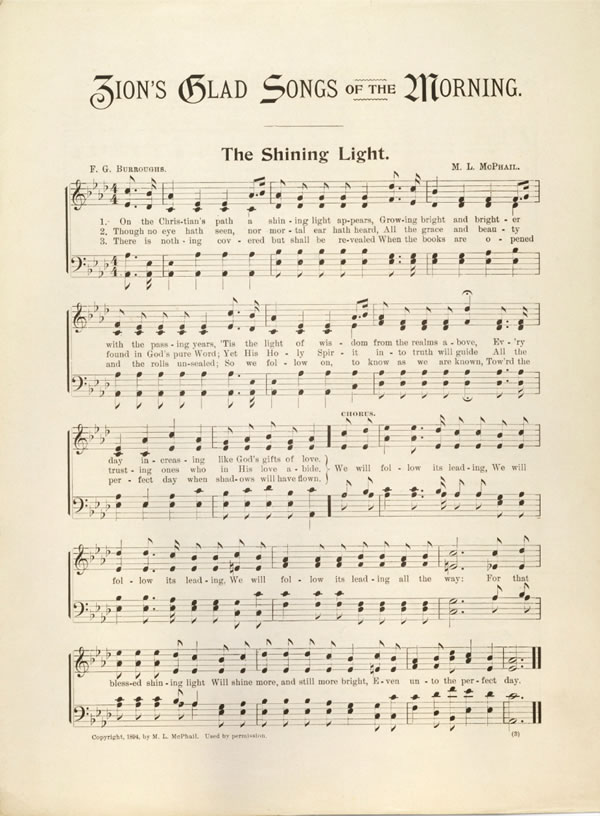 ZION'S GLAD SONGS OF THE MORNING.
The Shining Light.
F. G. BURROUGHS. M. L. MCPHAIL.
1. On the Chris-tian's path a shin-ing light ap-pears, Grow-ing bright and bright-er
2. Though no eye hath seen, nor mor-tal ear hath heard, All the grace and beau-ty
3. There is noth-ing cov-ered but shall be re-vealed When the books are o-pened
with the pass-ing years, 'Tis the light of wis-dom from the realms a-bove, Ev-'ry
found in God's pure Word; Yet His Ho-ly Spir-it in-to truth will guide All the
and the rolls un-sealed; So we fol-low on, to know as we are known, Tow'rd the
CHORUS.
day in-creas-ing like God's gifts of love.
trust-ing ones who in His love a-bide. We will fol-low its lead-ing, We will
per-fect day when shad-ows will have flown.
fol-low its lead-ing, We will fol-low its lead-ing all the way: For that
bless-ed shin-ing light Will shine more, and still more bright, E-ven un-to the per-fect day.
Copyright, 1894, by M. L. McPhail. Used by permission. (3)